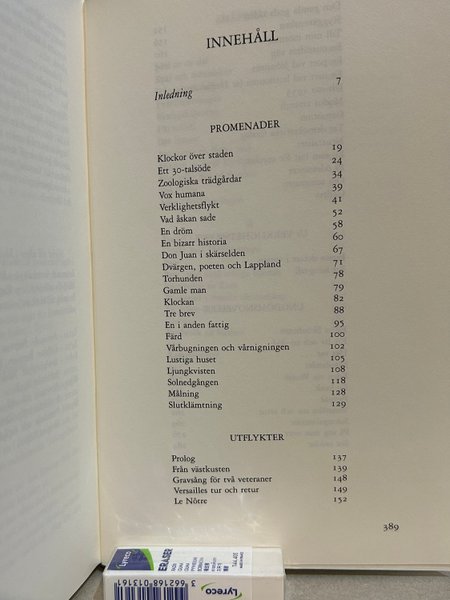 INNEHÅLL
Inledning 7
PROMENADER
Klockor över staden 19
Ett 30-talsöde 24
Zoologiska trädgårdar 34
Vox humana 39
Verklighetsflykt 41
Vad åskan sade 52
En dröm 58
En bizarr historia 60
Don Juan i skärselden 67
Dvärgen, poeten och Lappland 71
Torhunden 78
Gamle man 79
Klockan 82
Tre brev 88
En i anden fattig 95
Färd 100
Vårbugningen och vårnigningen 102
Lustiga huset 105
Ljungkvisten 108
Solnedgången 118
Målning 128
Slutklämtning 129
UTFLYKTER
Prolog 137
Från västkusten 139
Gravsång för två veteraner 148
Versailles tur och retur 149
Le Nôtre 152
389
Lyreco
ERASER
3 662168 013161
Lyreco